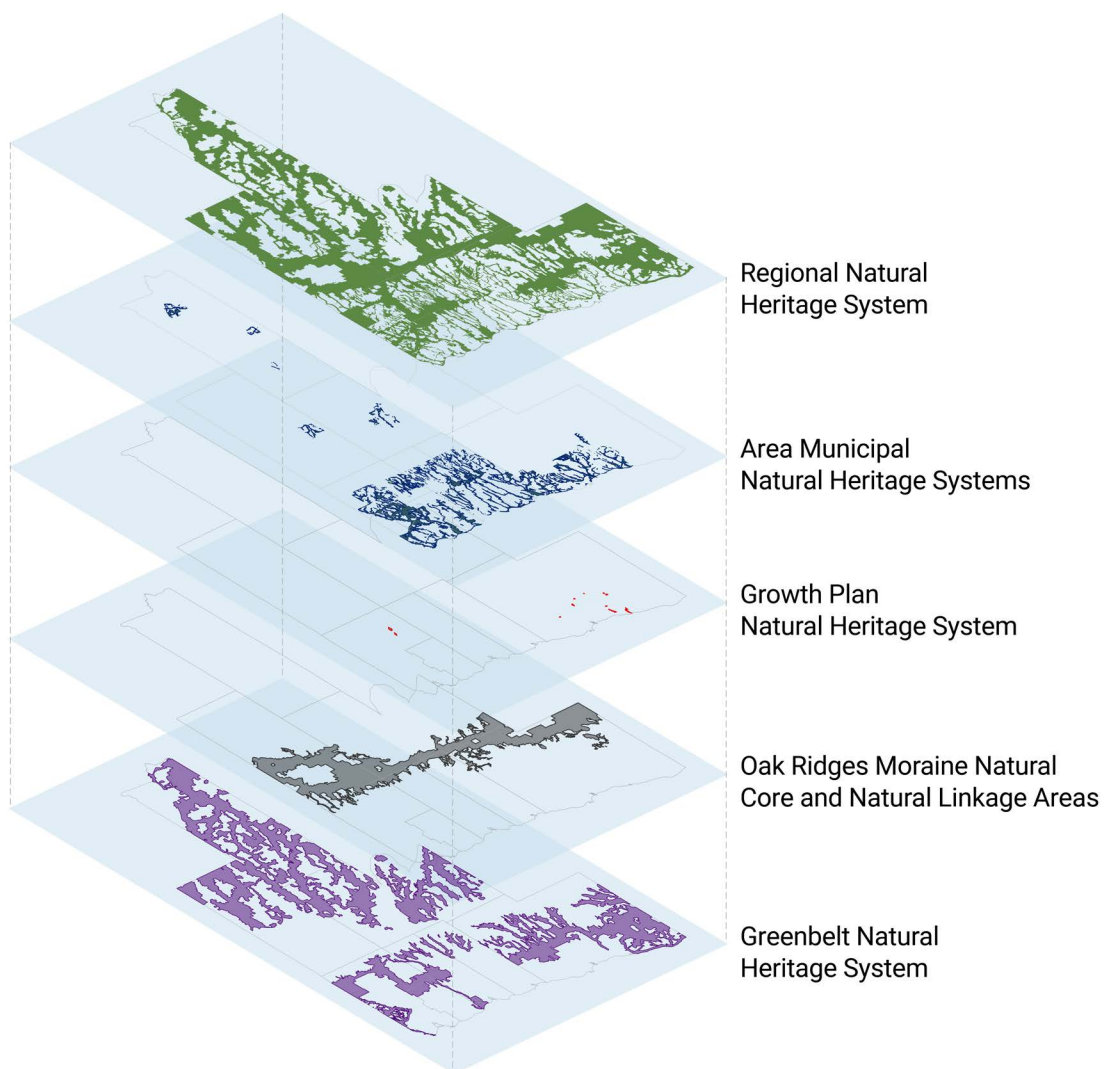 Regional Natural
Heritage System
Area Municipal
Natural Heritage Systems
Growth Plan
Natural Heritage System
Oak Ridges Moraine Natural
Core and Natural Linkage Areas
Greenbelt Natural
Heritage System